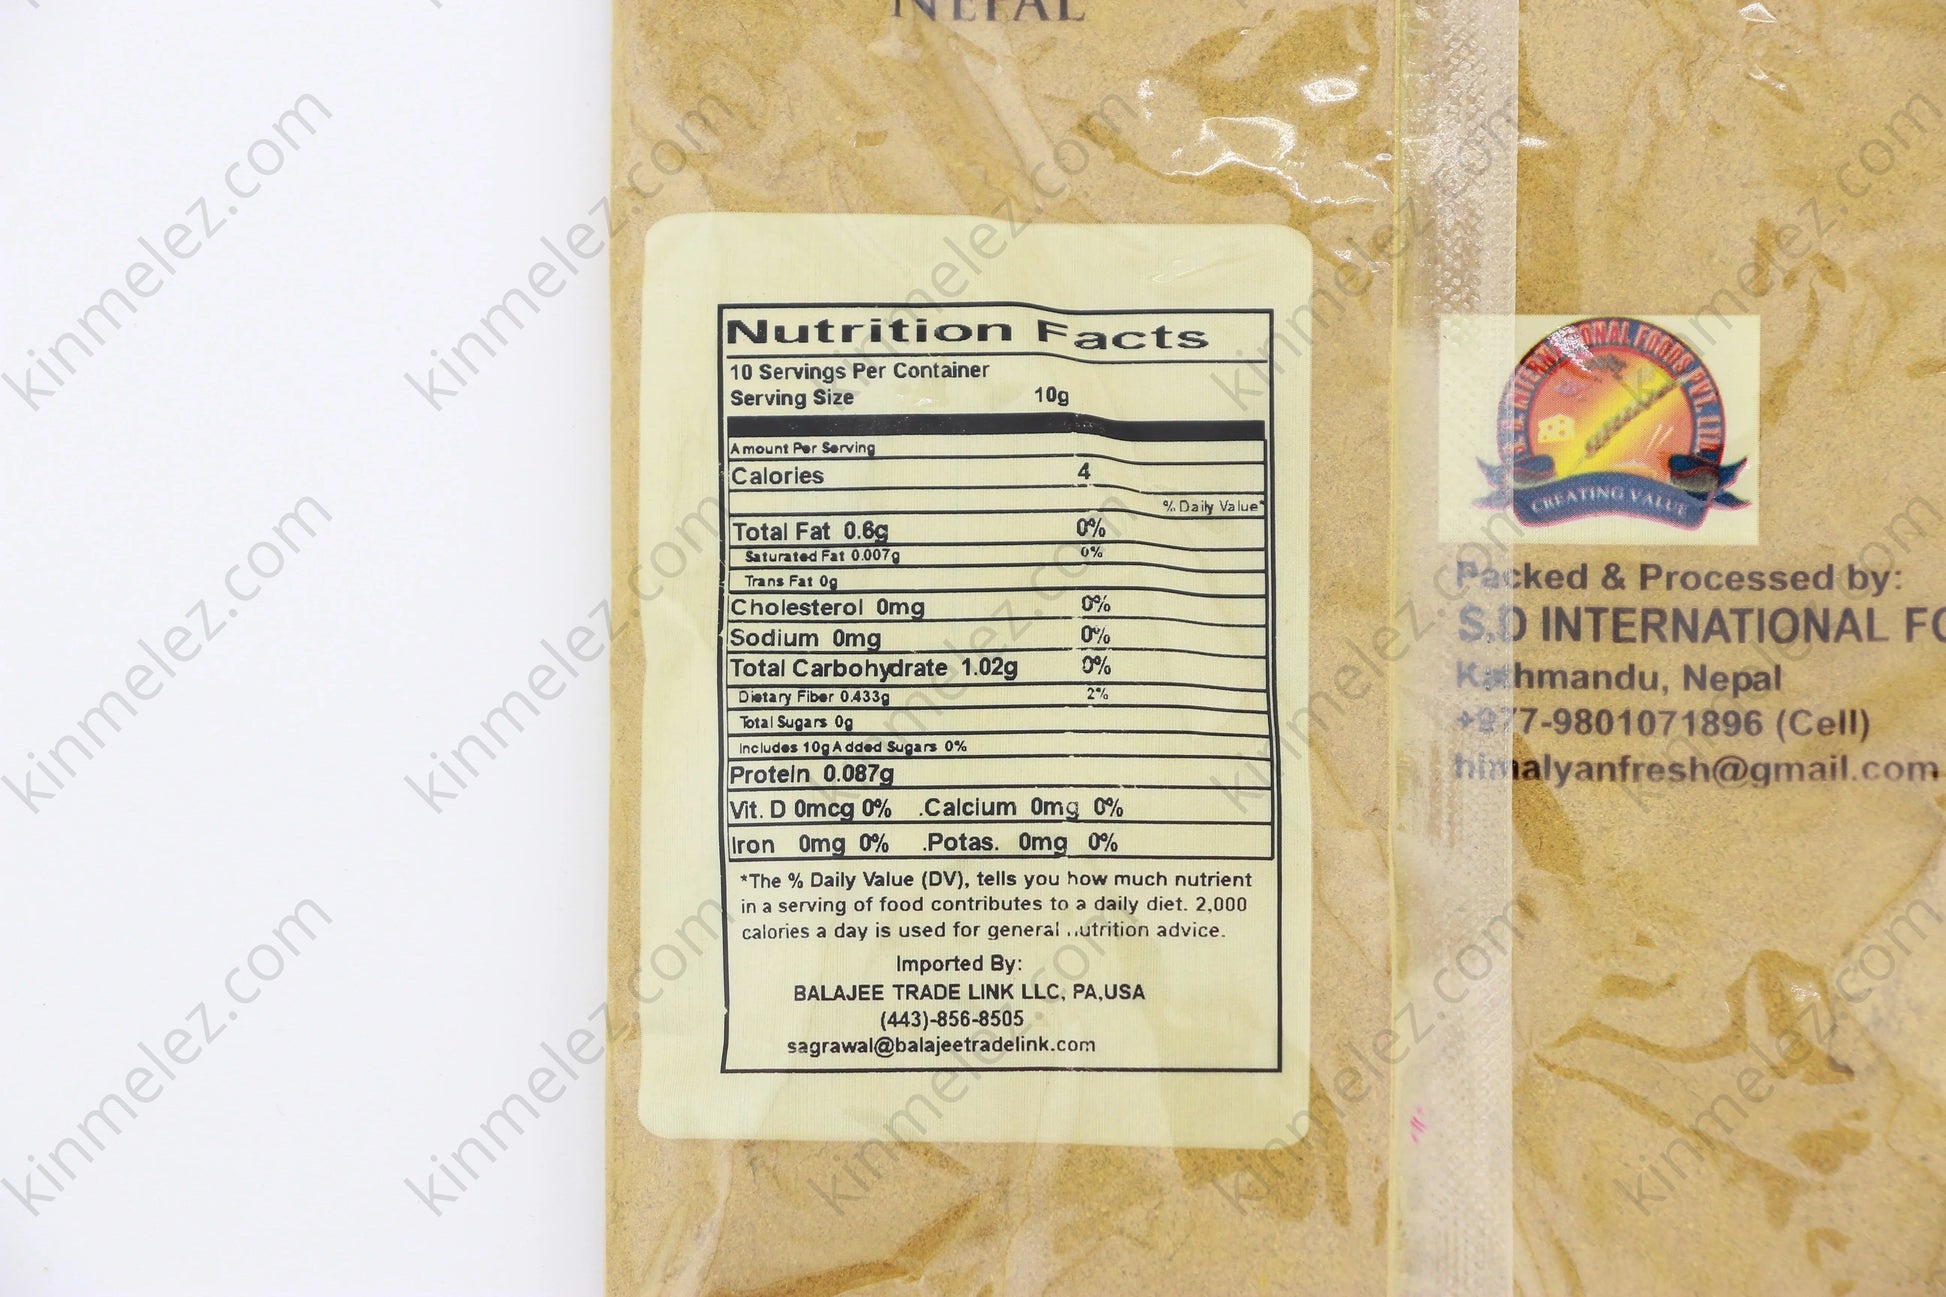 NEPAL
Nutrition Facts
10 Servings Per Container
Serving Size 10g
Amount Per Serving
Calories 4
% Daily Value*
Total Fat 0.6g 0%
Saturated Fat 0.007g 0%
Trans Fat 0g
Cholesterol 0mg 0%
Sodium 0mg 0%
Total Carbohydrate 1.02g 0%
Dietary Fiber 0.433g 2%
Total Sugars 0g
Includes 10g Added Sugars 0%
Protein 0.087g
Vit. D 0mcg 0% .Calcium 0mg 0%
Iron 0mg 0% .Potas. 0mg 0%
*The % Daily Value (DV), tells you how much nutrient
in a serving of food contributes to a daily diet. 2,000
calories a day is used for general nutrition advice.
Imported By:
BALAJEE TRADE LINK LLC, PA,USA
(443)-856-8505
sagrawal@balajeetradelink.com
INTERNATIONAL FOODS PVT. LTD.
CREATING VALUE
Packed & Processed by:
S.D INTERNATIONAL
Kathmandu, Nepal
+977-9801071896 (Cell)
himalyanfresh@gmail.com
kinmelez.com